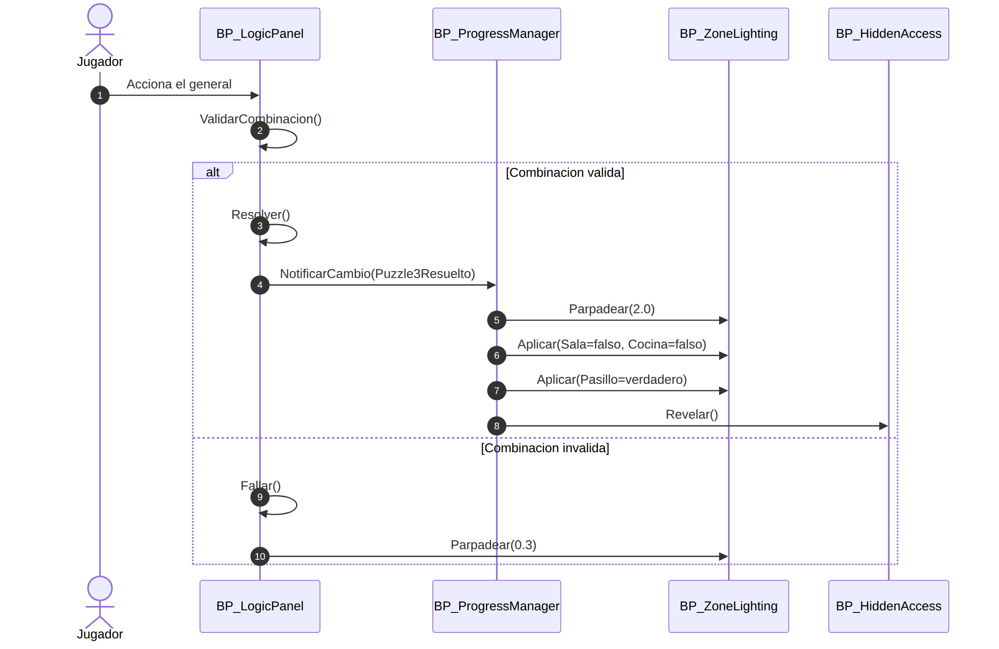 Jugador
BP_LogicPanel
BP_ProgressManager
BP_ZoneLighting
BP_HiddenAccess
Acciona el general
1
ValidarCombinacion()
2
alt
[Combinacion valida]
Resolver()
3
NotificarCambio(Puzzle3Resuelto)
4
Parpadear(2.0)
5
Aplicar(Sala=falso, Cocina=falso)
6
Aplicar(Pasillo=verdadero)
7
Revelar()
8
[Combinacion invalida]
Fallar()
9
Parpadear(0.3)
10
Jugador
BP_LogicPanel
BP_ProgressManager
BP_ZoneLighting
BP_HiddenAccess